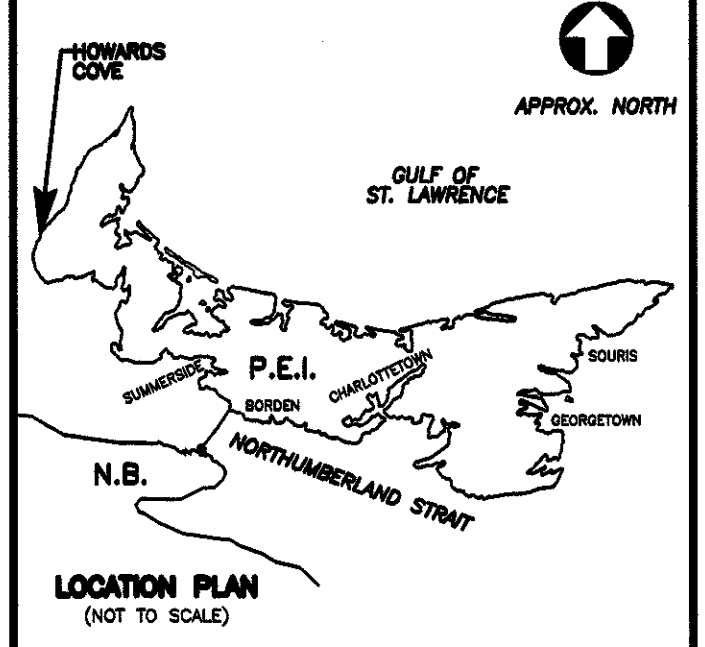 HOWARDS
COVE
APPROX. NORTH
GULF OF
ST. LAWRENCE
P.E.I.
SUMMERSIDE
BORDEN
CHARLOTTETOWN
SOURIS
GEORGETOWN
NORTHUMBERLAND STRAIT
N.B.
LOCATION PLAN
(NOT TO SCALE)